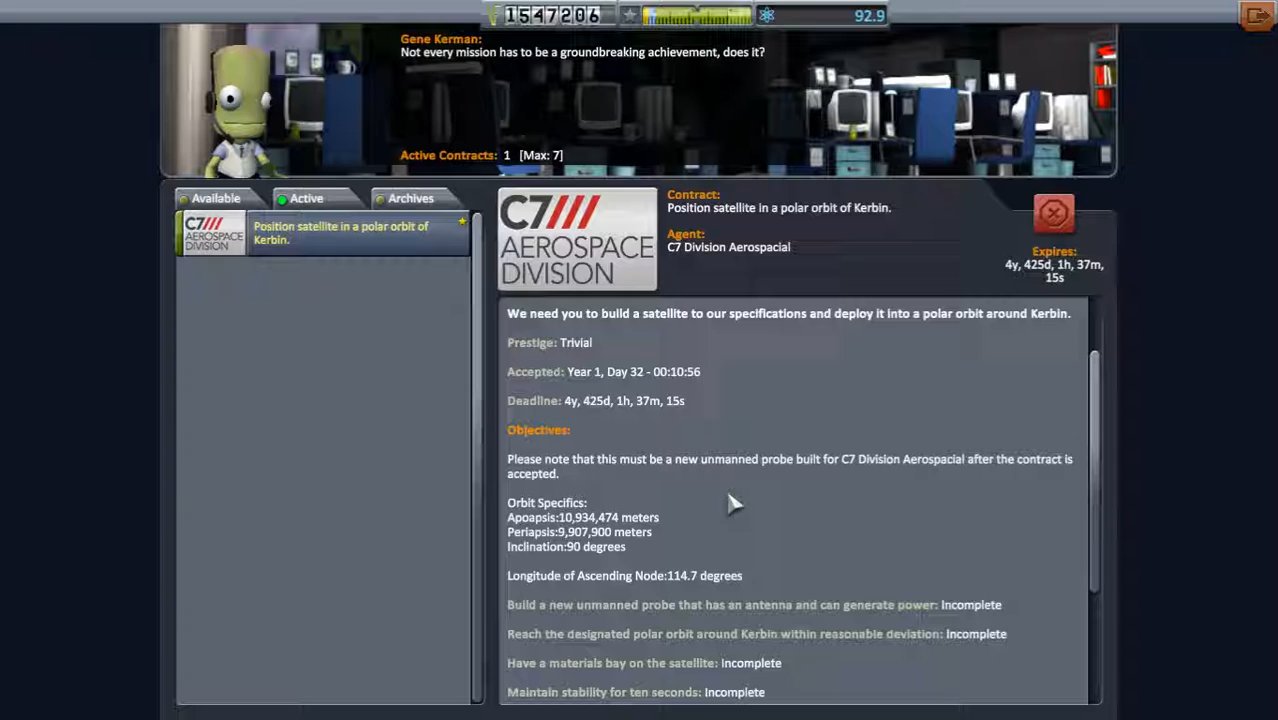 1547206
92.9
Gene Kerman:
Not every mission has to be a groundbreaking achievement, does it?
Active Contracts: 1 [Max: 7]
Available
Active
Archives
C7///
AEROSPACE
DIVISION
Position satellite in a polar orbit of
Kerbin.
C7///
AEROSPACE
DIVISION
Contract:
Position satellite in a polar orbit of Kerbin.
Agent:
C7 Division Aerospacial
Expires:
4y, 425d, 1h, 37m,
15s
We need you to build a satellite to our specifications and deploy it into a polar orbit around Kerbin.
Prestige: Trivial
Accepted: Year 1, Day 32 - 00:10:56
Deadline: 4y, 425d, 1h, 37m, 15s
Objectives:
Please note that this must be a new unmanned probe built for C7 Division Aerospacial after the contract is
accepted.
Orbit Specifics:
Apoapsis:10,934,474 meters
Periapsis:9,907,900 meters
Inclination:90 degrees
Longitude of Ascending Node:114.7 degrees
Build a new unmanned probe that has an antenna and can generate power: Incomplete
Reach the designated polar orbit around Kerbin within reasonable deviation: Incomplete
Have a materials bay on the satellite: Incomplete
Maintain stability for ten seconds: Incomplete